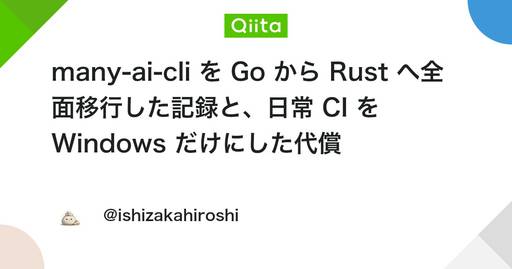 Qiita
many-ai-cli を Go から Rust へ全
面移行した記録と、日常 CI を
Windows だけにした代償
@ishizakahiroshi